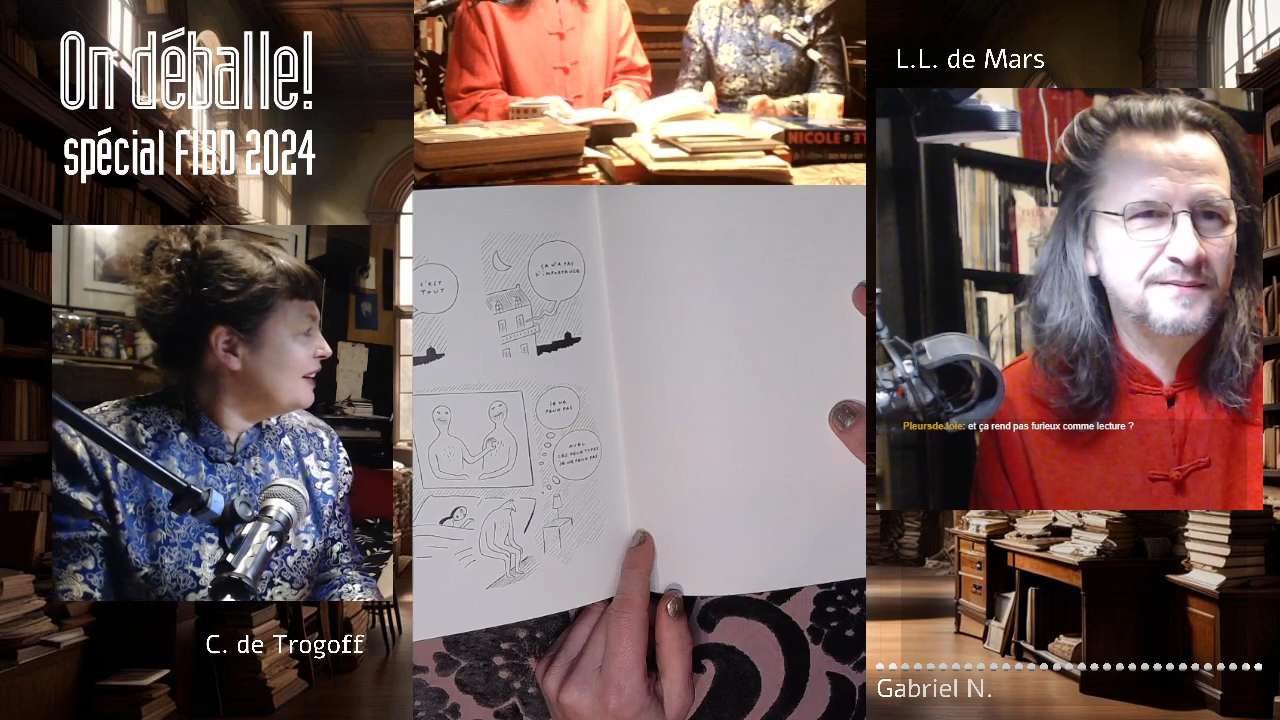 On déballe!
spécial FIBD 2024
L.L. de Mars
C'EST
TOUT
ÇA N'A PAS
D'IMPORTANCE
JE NE
PEUX PAS
AVEC
CES DEUX TYPES
JE NE PEUX PAS
NICOLE
PleursdeJoie: et ça rend pas furieux comme lecture ?
C. de Trogoff
Gabriel N.